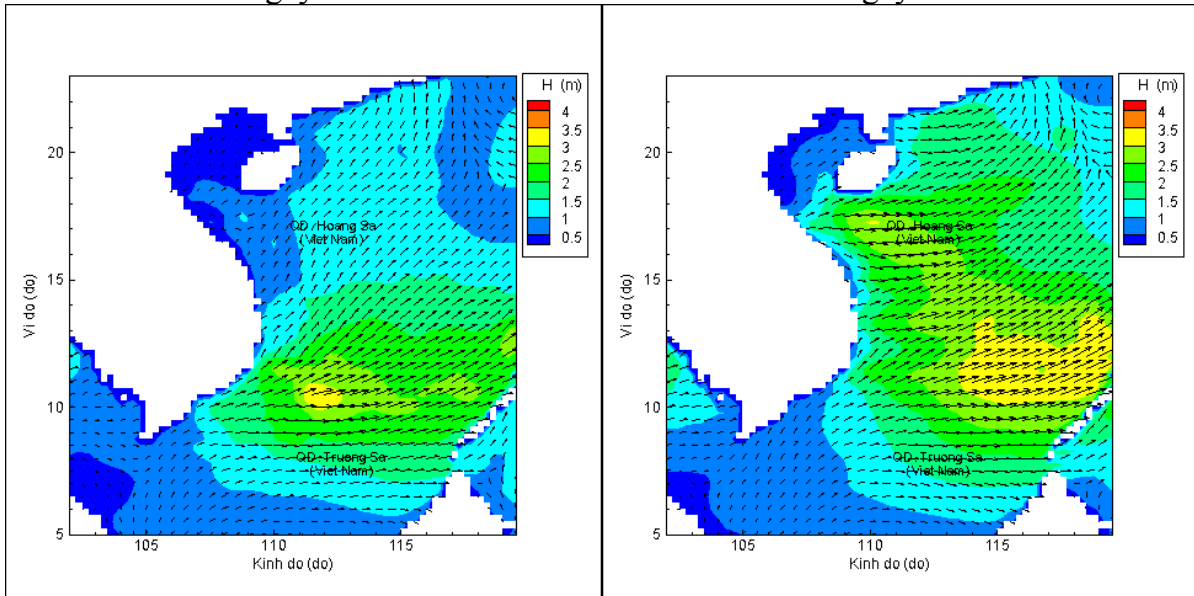 H (m)
4
3.5
3
2.5
2
1.5
1
0.5
20
15
10
5
105
110
115
Vi do (do)
Kinh do (do)
QD. Hoang Sa
(Viet Nam)
QD. Truong Sa
(Viet Nam)
H (m)
4
3.5
3
2.5
2
1.5
1
0.5
20
15
10
5
105
110
115
Vi do (do)
Kinh do (do)
QD. Hoang Sa
(Viet Nam)
QD. Truong Sa
(Viet Nam)